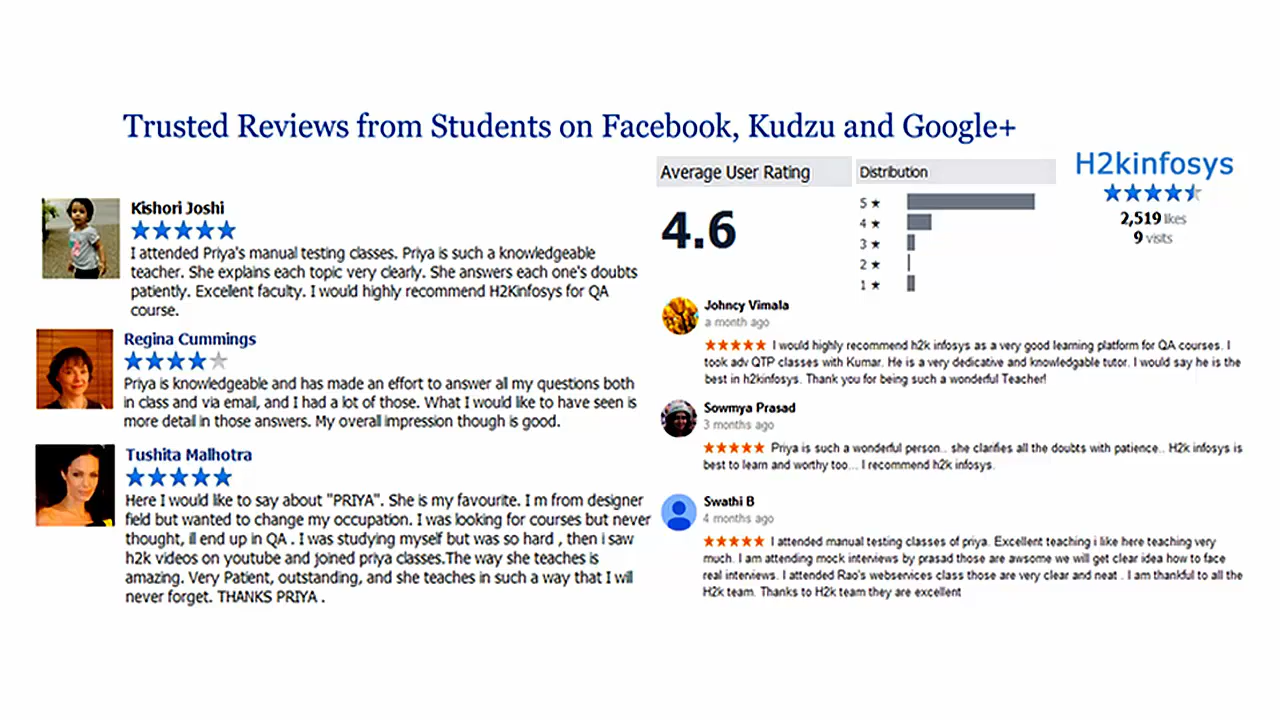 Trusted Reviews from Students on Facebook, Kudzu and Google+
Kishori Joshi
I attended Priya's manual testing classes. Priya is such a knowledgeable
teacher. She explains each topic very clearly. She answers each one's doubts
patiently. Excellent faculty. I would highly recommend H2Kinfosys for QA
course.
Regina Cummings
Priya is knowledgeable and has made an effort to answer all my questions both
in class and via email, and I had a lot of those. What I would like to have seen is
more detail in those answers. My overall impression though is good.
Tushita Malhotra
Here I would like to say about "PRIYA". She is my favourite. I m from designer
field but wanted to change my occupation. I was looking for courses but never
thought, ill end up in QA . I was studying myself but was so hard , then i saw
h2k videos on youtube and joined priya classes.The way she teaches is
amazing. Very Patient, outstanding, and she teaches in such a way that I will
never forget. THANKS PRIYA .
Average User Rating
4.6
Distribution
5 ★
4 ★
3 ★
2 ★
1 ★
H2kinfosys
2,519 likes
9 visits
Johncy Vimala
a month ago
I would highly recommend h2k infosys as a very good learning platform for QA courses. I
took adv QTP classes with Kumar. He is a very dedicative and knowledgable tutor. I would say he is the
best in h2kinfosys. Thank you for being such a wonderful Teacher!
Sowmya Prasad
3 months ago
Priya is such a wonderful person.. she clarifies all the doubts with patience.. H2k infosys is
best to learn and worthy too... I recommend h2k infosys.
Swathi B
4 months ago
I attended manual testing classes of priya. Excellent teaching i like here teaching very
much. I am attending mock interviews by prasad those are awsome we will get clear idea how to face
real interviews. I attended Rao's webservices class those are very clear and neat . I am thankful to all the
H2k team. Thanks to H2k team they are excellent